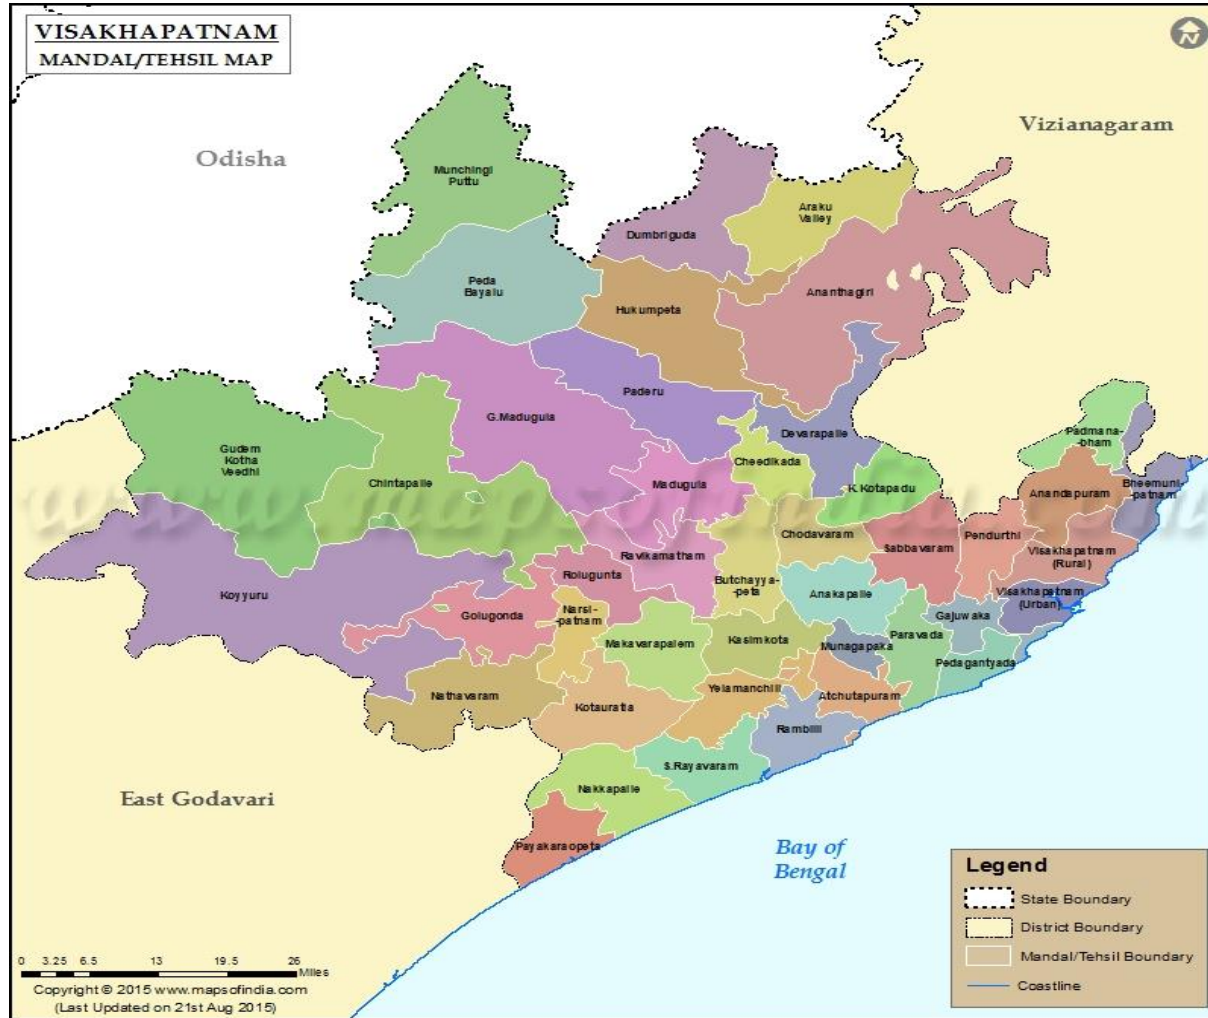 VISAKHAPATNAM
MANDAL/TEHSIL MAP
Odisha
Vizianagaram
Munchingi
Puttu
Araku
Valley
Dumbriguda
Peda
Bayalu
Ananthagiri
Hukumpeta
Paderu
G.Madugula
Devarapalle
Padmana-
-bham
Gudem
Kotha
Veedhi
Cheedikada
Chintapalle
Madugula
K.Kotapadu
Anandapuram
Bheemuni-
-patnam
www.mapsofindia.com
Chodavaram
Pendurthi
Sabbavaram
Visakhapatnam
(Rural)
Ravikamatham
Rolugunta
Butchayya-
-peta
Koyyuru
Anakapalle
Visakhapatnam
(Urban)
Golugonda
Narsi-
-patnam
Gajuwaka
Makavarapalem
Kasimkota
Munagapaka
Paravada
Pedagantyada
Nathavaram
Yelamanchili
Atchutapuram
Kotauratla
Rambilli
S.Rayavaram
Nakkapalle
East Godavari
Payakaraopeta
Bay of
Bengal
Legend
State Boundary
District Boundary
Mandal/Tehsil Boundary
Coastline
0 3.25 6.5 13 19.5 26
Miles
Copyright © 2015 www.mapsofindia.com
(Last Updated on 21st Aug 2015)
N